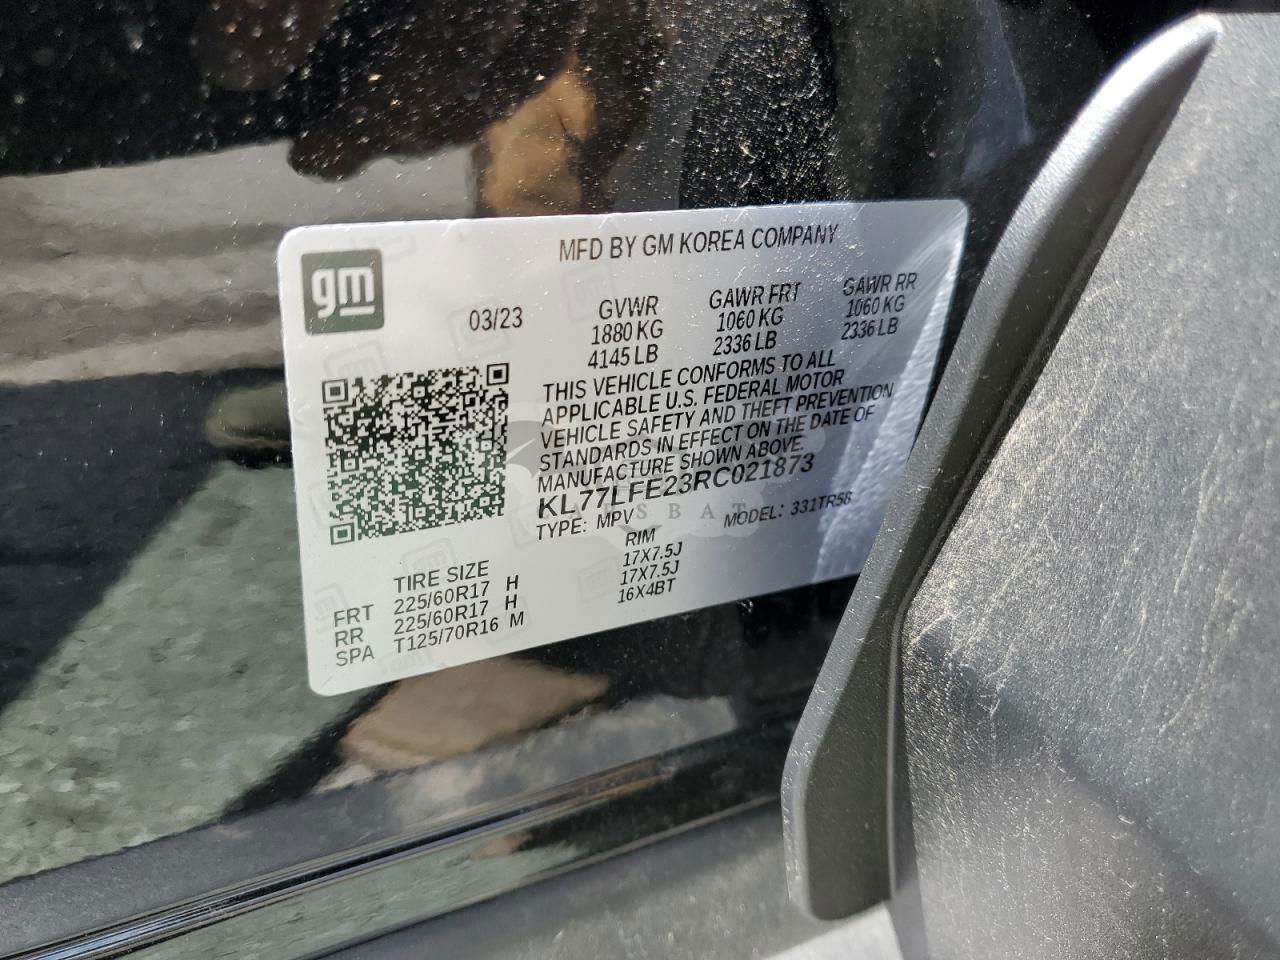 gm
MFD BY GM KOREA COMPANY
03/23
GVWR GAWR FRT GAWR RR
1880 KG 1060 KG 1060 KG
4145 LB 2336 LB 2336 LB
THIS VEHICLE CONFORMS TO ALL
APPLICABLE U.S. FEDERAL MOTOR
VEHICLE SAFETY AND THEFT PREVENTION
STANDARDS IN EFFECT ON THE DATE OF
MANUFACTURE SHOWN ABOVE.
KL77LFE23RC021873
TYPE: MPV MODEL: 331TR58
TIRE SIZE RIM
FRT 225/60R17 H 17X7.5J
RR 225/60R17 H 17X7.5J
SPA T125/70R16 M 16X4BT